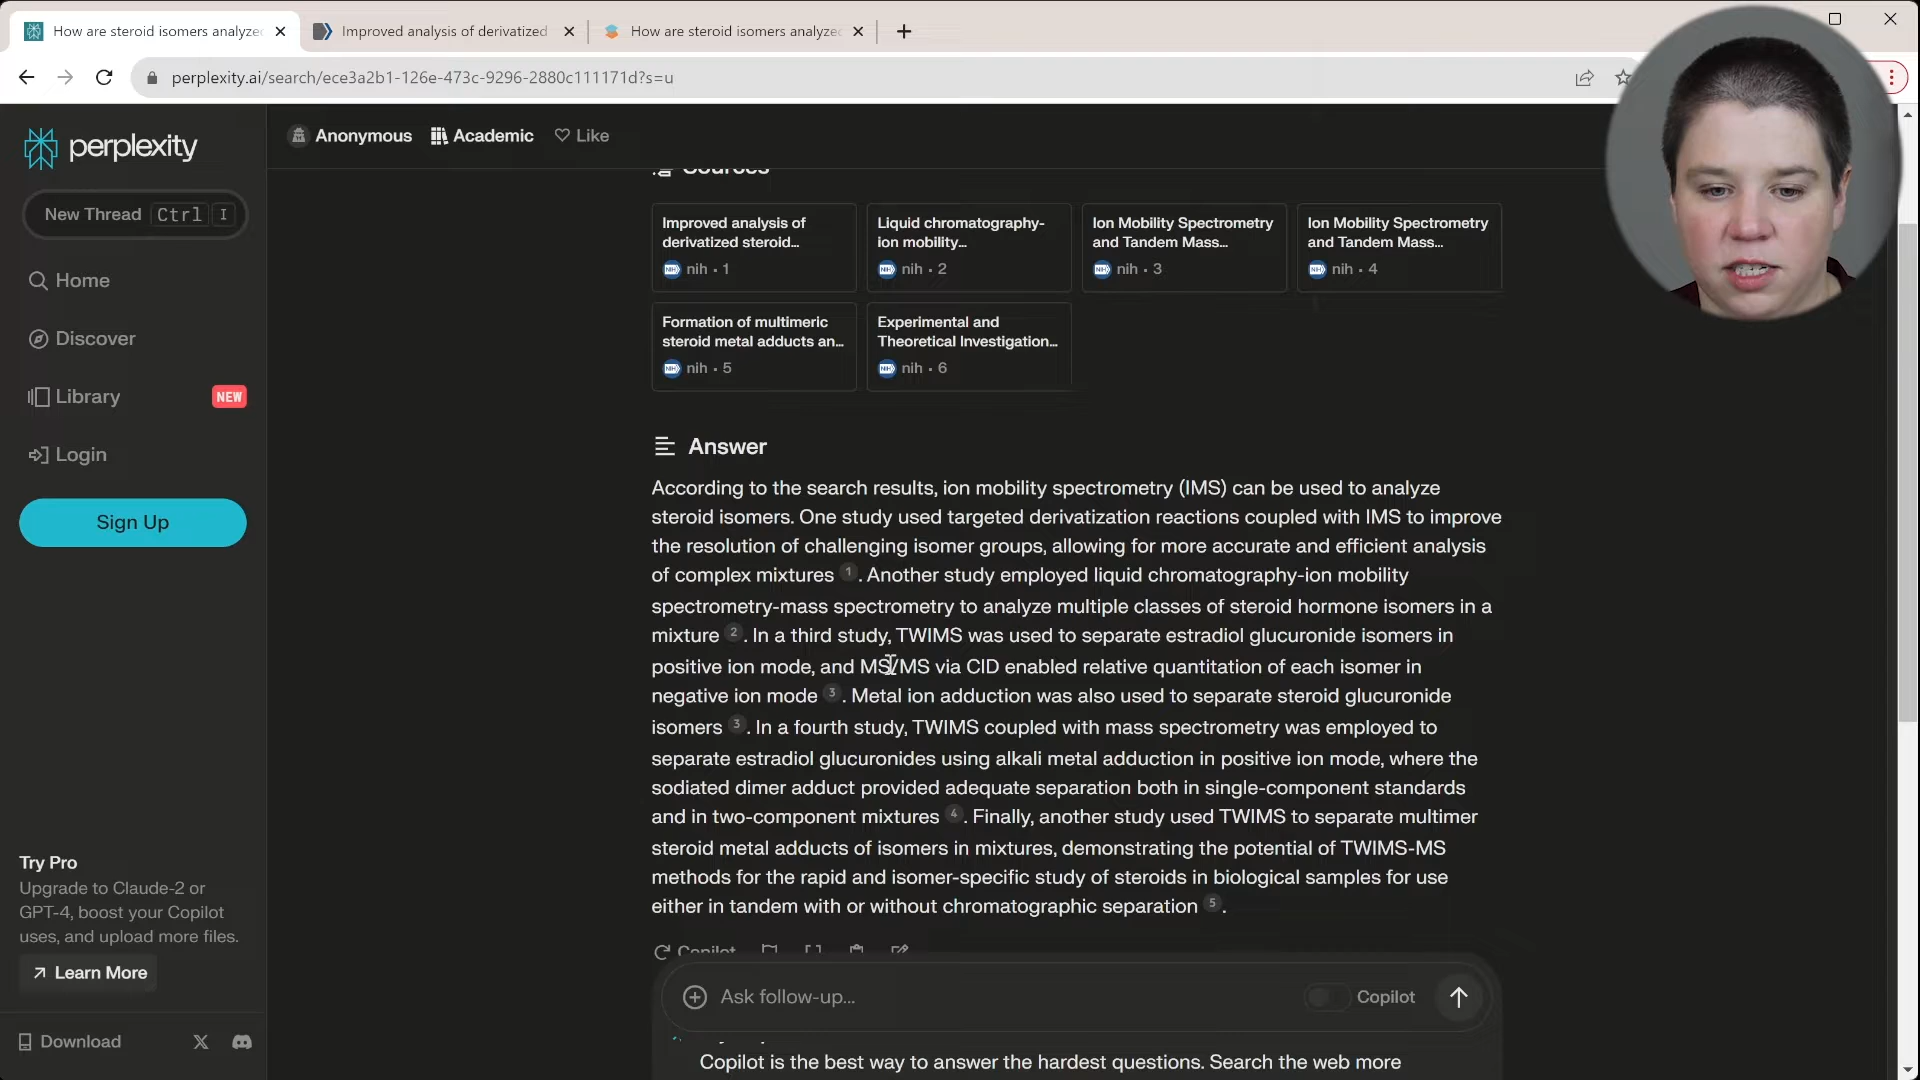 How are steroid isomers analyze
Improved analysis of derivatized
How are steroid isomers analyze
perplexity.ai/search/ece3a2b1-126e-473c-9296-2880c111171d?s=u
perplexity
New Thread Ctrl I
Home
Discover
Library NEW
Login
Sign Up
Try Pro
Upgrade to Claude-2 or
GPT-4, boost your Copilot
uses, and upload more files.
Learn More
Download
Anonymous Academic Like
Sources
Improved analysis of
derivatized steroid...
nih · 1
Liquid chromatography-
ion mobility...
nih · 2
Ion Mobility Spectrometry
and Tandem Mass...
nih · 3
Ion Mobility Spectrometry
and Tandem Mass...
nih · 4
Formation of multimeric
steroid metal adducts an...
nih · 5
Experimental and
Theoretical Investigation...
nih · 6
Answer
According to the search results, ion mobility spectrometry (IMS) can be used to analyze
steroid isomers. One study used targeted derivatization reactions coupled with IMS to improve
the resolution of challenging isomer groups, allowing for more accurate and efficient analysis
of complex mixtures 1. Another study employed liquid chromatography-ion mobility
spectrometry-mass spectrometry to analyze multiple classes of steroid hormone isomers in a
mixture 2. In a third study, TWIMS was used to separate estradiol glucuronide isomers in
positive ion mode, and MS/MS via CID enabled relative quantitation of each isomer in
negative ion mode 3. Metal ion adduction was also used to separate steroid glucuronide
isomers 3. In a fourth study, TWIMS coupled with mass spectrometry was employed to
separate estradiol glucuronides using alkali metal adduction in positive ion mode, where the
sodiated dimer adduct provided adequate separation both in single-component standards
and in two-component mixtures 4. Finally, another study used TWIMS to separate multimer
steroid metal adducts of isomers in mixtures, demonstrating the potential of TWIMS-MS
methods for the rapid and isomer-specific study of steroids in biological samples for use
either in tandem with or without chromatographic separation 5.
Copilot
Ask follow-up...
Copilot
Copilot is the best way to answer the hardest questions. Search the web more